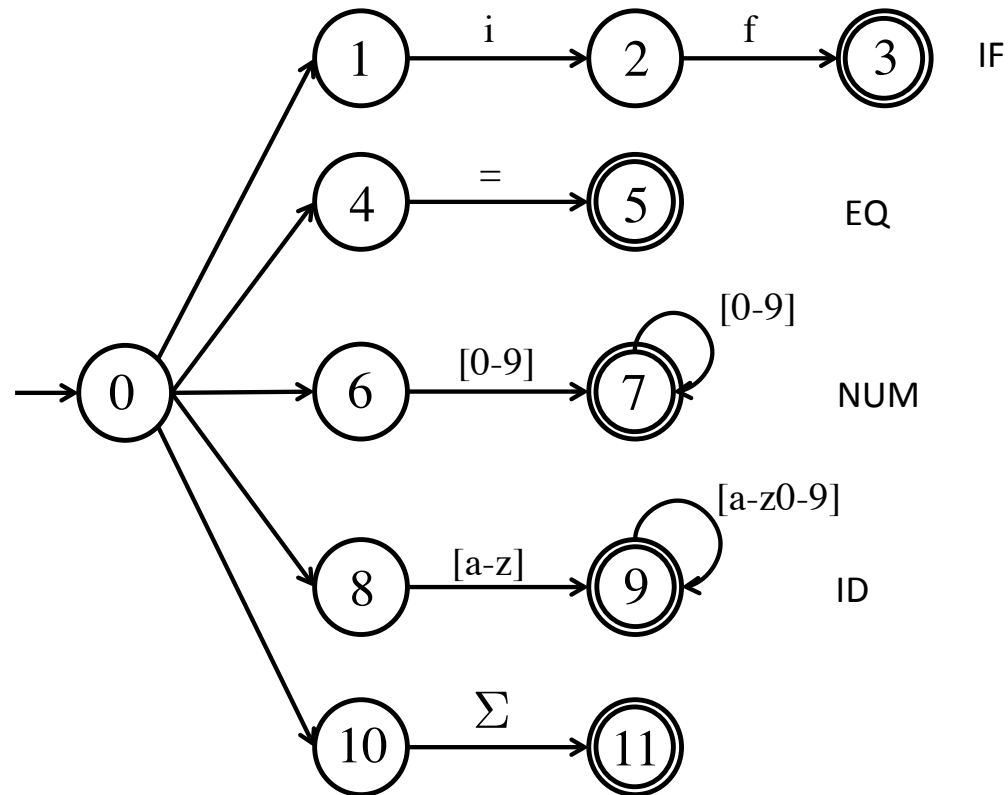 1 i 2 f 3 IF
4 = 5 EQ
[0-9]
0 6 [0-9] 7 NUM
[a-z0-9]
8 [a-z] 9 ID
10 Σ 11